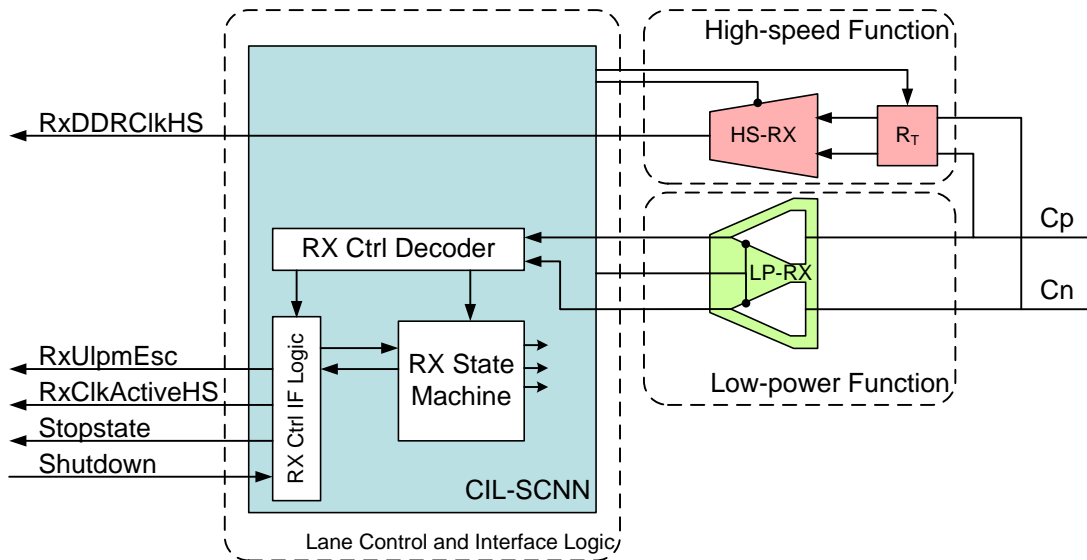 High-speed Function
RxDDRClkHS
HS-RX
RT
Cp
RX Ctrl Decoder
LP-RX
Cn
RX Ctrl IF Logic
RX State
Machine
RxUlpmEsc
RxClkActiveHS
Stopstate
Shutdown
Low-power Function
CIL-SCNN
Lane Control and Interface Logic